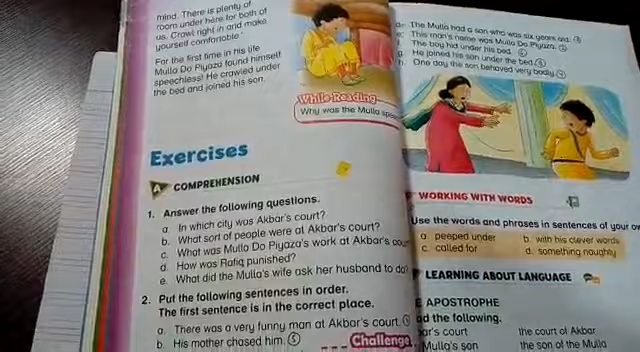 mind. There is plenty of
room under here for both of
us. Crawl right in and make
yourself comfortable.'
For the first time in his life
Mulla Do Piyaza found himself
speechless! He crawled under
the bed and joined his son.
While Reading
Why was the Mulla
Exercises
A COMPREHENSION
1. Answer the following questions.
a. In which city was Akbar's court?
b. What sort of people were at Akbar's court?
c. What was Mulla Do Piyaza's work at Akbar's
d. How was Rafiq punished?
e. What did the Mulla's wife ask her husband to do?
2. Put the following sentences in order.
The first sentence is in the correct place.
a. There was a very funny man at Akbar's court. 1
b. His mother chased him. 5
Challenge
The Mulla had a son who was six years old.
This man's name was Mulla Do Piyaza. 2
The boy hid under his bed. 6
g. He joined his son under the bed.
h. One day the son behaved very badly.
WORKING WITH WORDS
Use the words and phrases in sentences of your
a. peeped under
b. with his clever words
c. called for
d. something naughty
LEARNING ABOUT LANGUAGE
APOSTROPHE
the following.
court
the court of Akbar
Mulla's son
the son of the Mulla